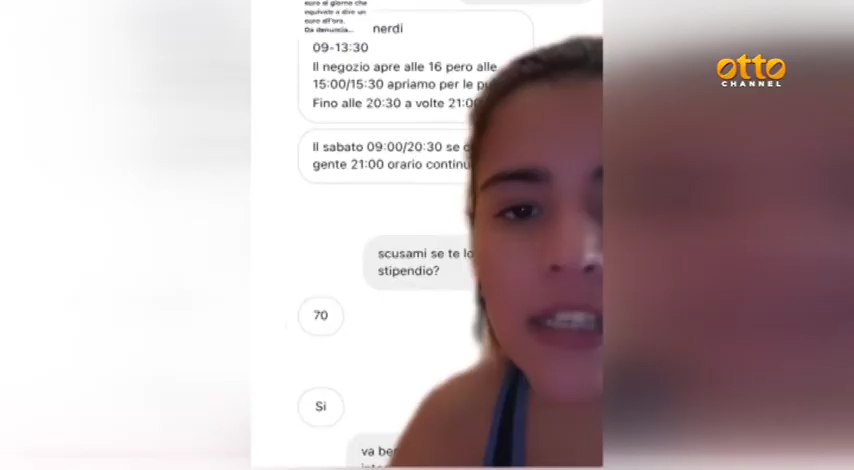 euro al giorno che
equivale a dire un
euro all'ora.
Da denuncia...
nerdi
09-13:30
Il negozio apre alle 16 pero alle
15:00/15:30 apriamo per le pu
Fino alle 20:30 a volte 21:00
Il sabato 09:00/20:30 se c
gente 21:00 orario continu
scusami se te lo
stipendio?
70
Si
va be
otto
CHANNEL